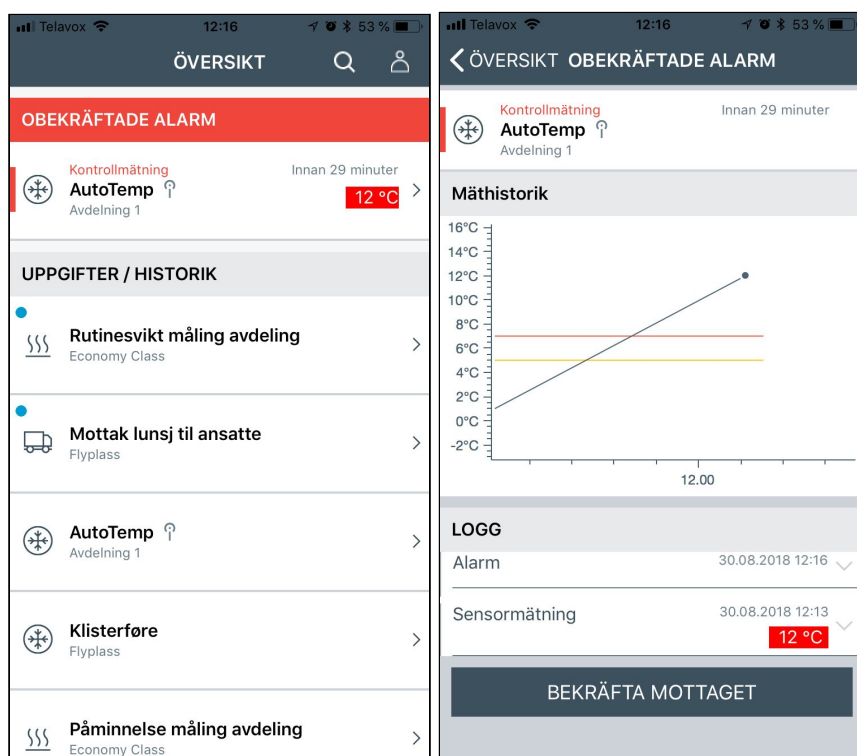 Telavox 12:16 53 %
ÖVERSIKT
OBEKRÄFTADE ALARM
Kontrollmätning Innan 29 minuter
AutoTemp 12 °C
Avdelning 1
UPPGIFTER / HISTORIK
Rutinesvikt måling avdeling
Economy Class
Mottak lunsj til ansatte
Flyplass
AutoTemp
Avdelning 1
Klisterføre
Flyplass
Påminnelse måling avdeling
Economy Class
Telavox 12:16 53 %
ÖVERSIKT OBEKRÄFTADE ALARM
Kontrollmätning Innan 29 minuter
AutoTemp
Avdelning 1
Mäthistorik
16°C
14°C
12°C
10°C
8°C
6°C
4°C
2°C
0°C
-2°C
12.00
LOGG
Alarm 30.08.2018 12:16
Sensormätning 30.08.2018 12:13
12 °C
BEKRÄFTA MOTTAGET